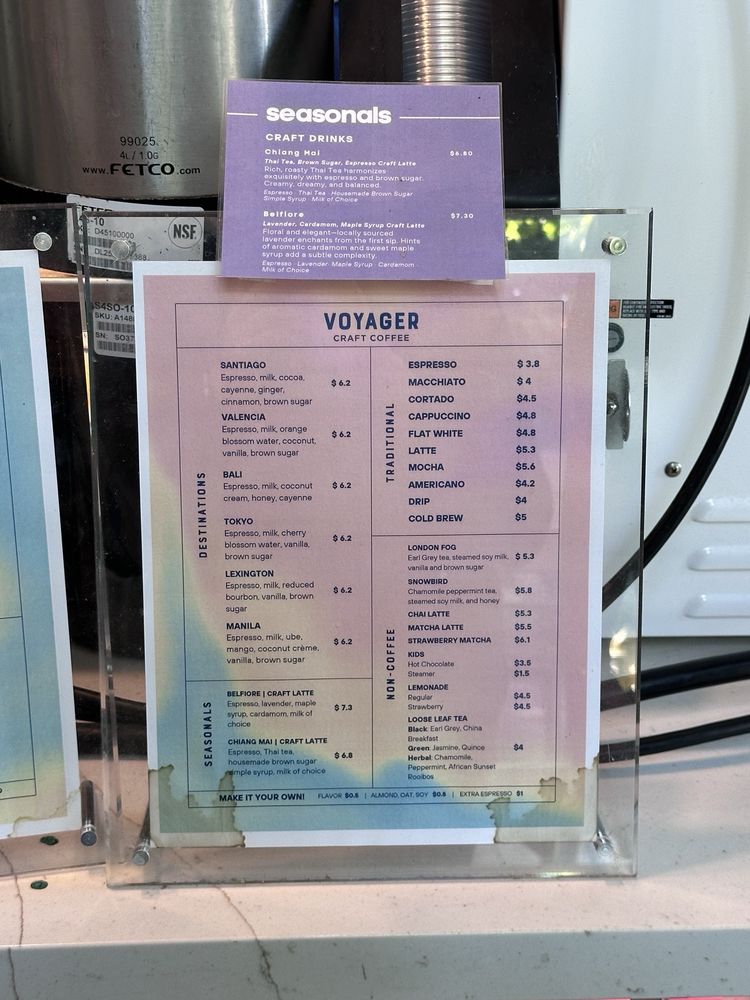 99025.
4L / 1.0G
www.FETCO.com
NSF
D45100000
S4SO-10
seasonals
CRAFT DRINKS
Chiang Mai $6.80
Thai Tea, Brown Sugar, Espresso Craft Latte
Rich, roasty Thai Tea harmonizes
exquisitely with espresso and brown sugar.
Creamy, dreamy, and balanced.
Espresso · Thai Tea · Housemade Brown Sugar
Simple Syrup · Milk of Choice
Belfiore $7.30
Lavender, Cardamom, Maple Syrup Craft Latte
Floral and elegant—locally sourced
lavender enchants from the first sip. Hints
of aromatic cardamom and sweet maple
syrup add a subtle complexity.
Espresso · Lavender · Maple Syrup · Cardamom ·
Milk of Choice
VOYAGER
CRAFT COFFEE
DESTINATIONS
SANTIAGO
Espresso, milk, cocoa,
cayenne, ginger, $ 6.2
cinnamon, brown sugar
VALENCIA
Espresso, milk, orange
blossom water, coconut, $ 6.2
vanilla, brown sugar
BALI
Espresso, milk, coconut $ 6.2
cream, honey, cayenne
TOKYO
Espresso, milk, cherry
blossom water, vanilla, $ 6.2
brown sugar
LEXINGTON
Espresso, milk, reduced
bourbon, vanilla, brown $ 6.2
sugar
MANILA
Espresso, milk, ube,
mango, coconut crème, $ 6.2
vanilla, brown sugar
SEASONALS
BELFIORE | CRAFT LATTE
Espresso, lavender, maple
syrup, cardamom, milk of $ 7.3
choice
CHIANG MAI | CRAFT LATTE
Espresso, Thai tea,
housemade brown sugar $ 6.8
simple syrup, milk of choice
TRADITIONAL
ESPRESSO $ 3.8
MACCHIATO $ 4
CORTADO $4.5
CAPPUCCINO $4.8
FLAT WHITE $4.8
LATTE $5.3
MOCHA $5.6
AMERICANO $4.2
DRIP $4
COLD BREW $5
NON-COFFEE
LONDON FOG
Earl Grey tea, steamed soy milk, $ 5.3
vanilla and brown sugar
SNOWBIRD
Chamomile peppermint tea, $5.8
steamed soy milk, and honey
CHAI LATTE $5.3
MATCHA LATTE $5.5
STRAWBERRY MATCHA $6.1
KIDS
Hot Chocolate $3.5
Steamer $1.5
LEMONADE
Regular $4.5
Strawberry $4.5
LOOSE LEAF TEA
Black: Earl Grey, China
Breakfast
Green: Jasmine, Quince $4
Herbal: Chamomile,
Peppermint, African Sunset
Rooibos
MAKE IT YOUR OWN! FLAVOR $0.5 | ALMOND, OAT, SOY $0.8 | EXTRA ESPRESSO $1